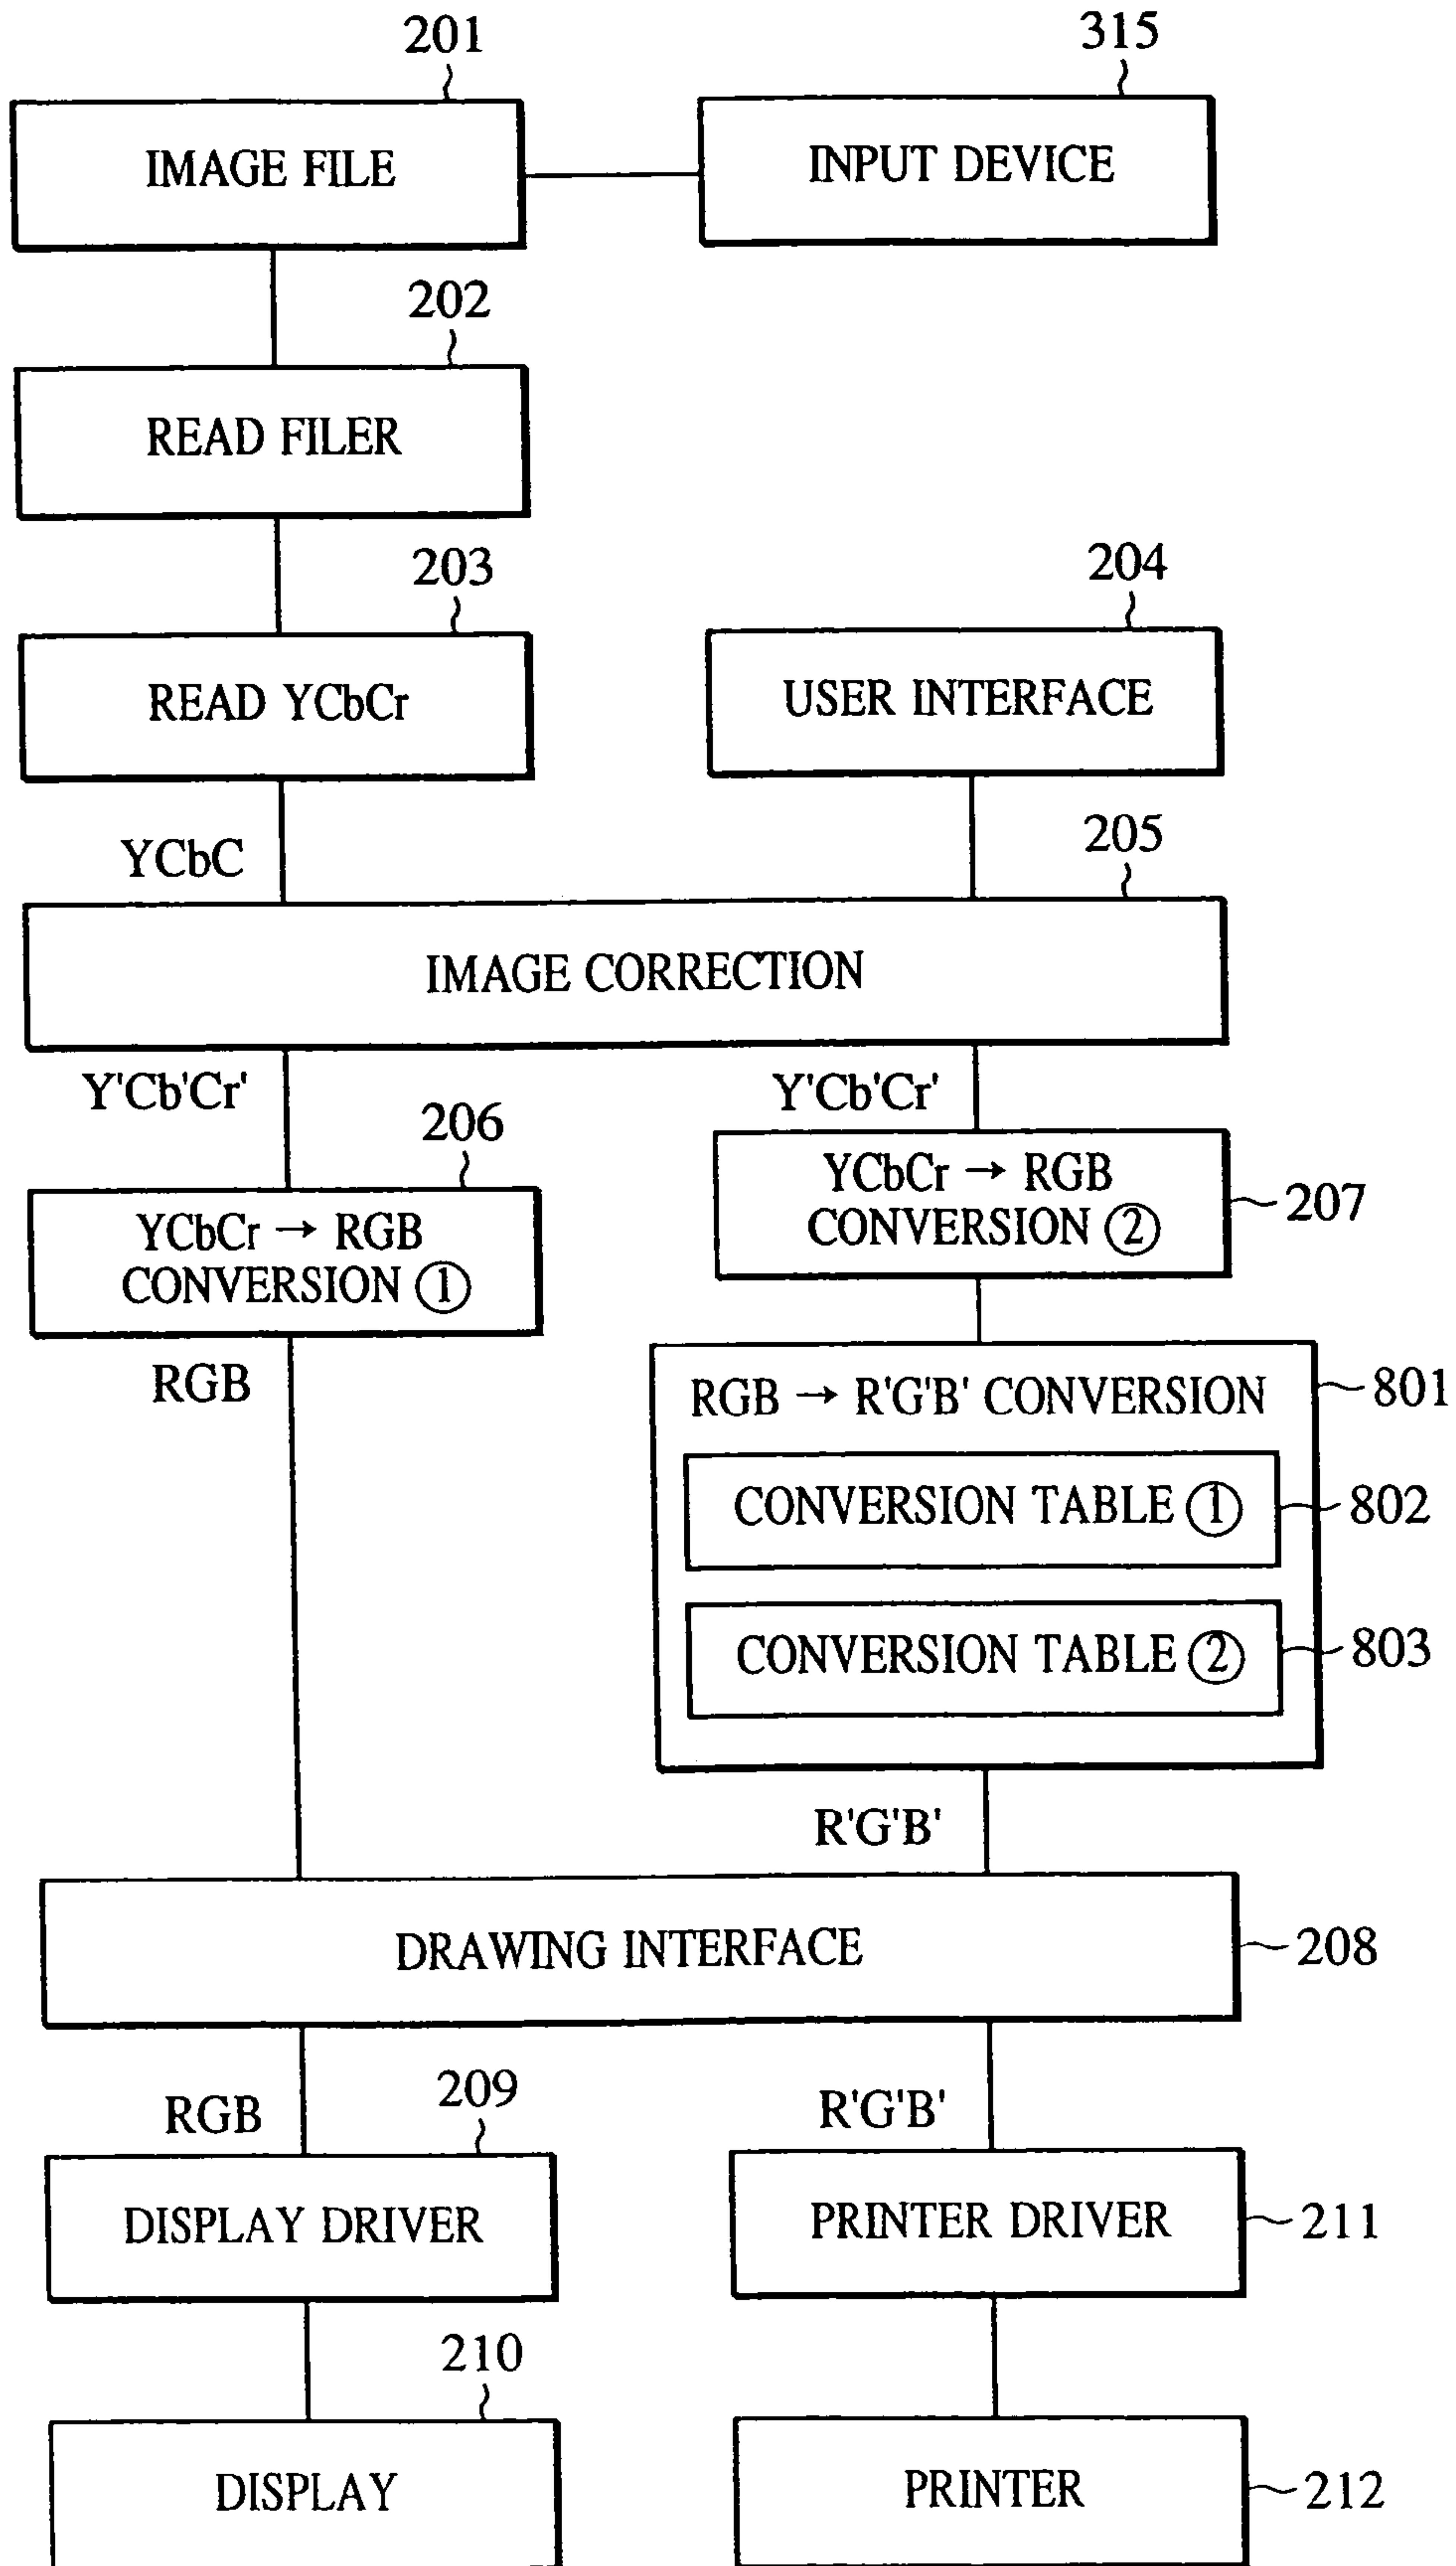 201
315
IMAGE FILE
INPUT DEVICE
202
READ FILER
203
204
READ YCbCr
USER INTERFACE
205
YCbC
IMAGE CORRECTION
Y'Cb'Cr'
Y'Cb'Cr'
206
YCbCr → RGB
CONVERSION ②
207
YCbCr → RGB
CONVERSION ①
RGB
RGB → R'G'B' CONVERSION
801
CONVERSION TABLE ①
802
CONVERSION TABLE ②
803
R'G'B'
DRAWING INTERFACE
208
RGB
209
R'G'B'
DISPLAY DRIVER
PRINTER DRIVER
211
210
DISPLAY
PRINTER
212